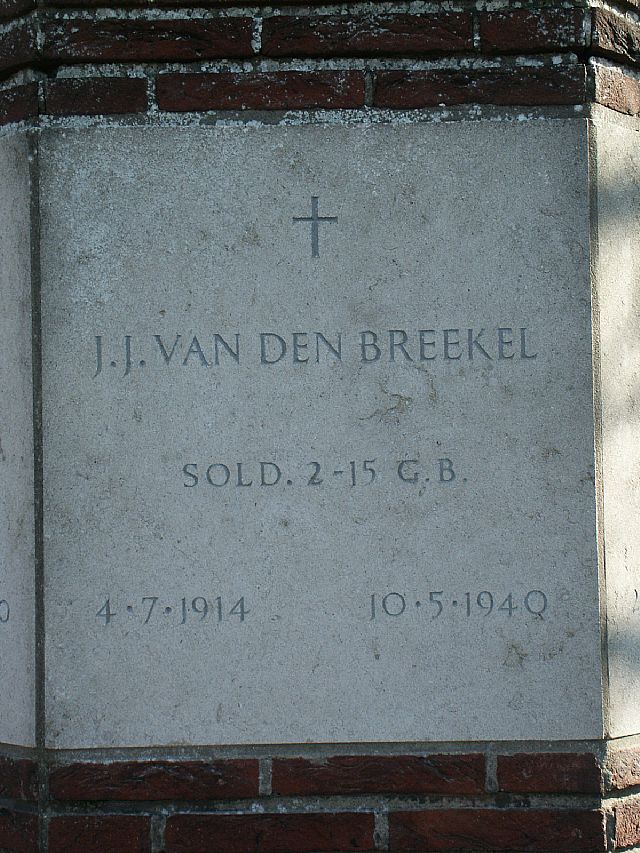 J.J. VAN DEN BREEKEL
SOLD. 2-15 G.B.
4·7·1914 10·5·1940